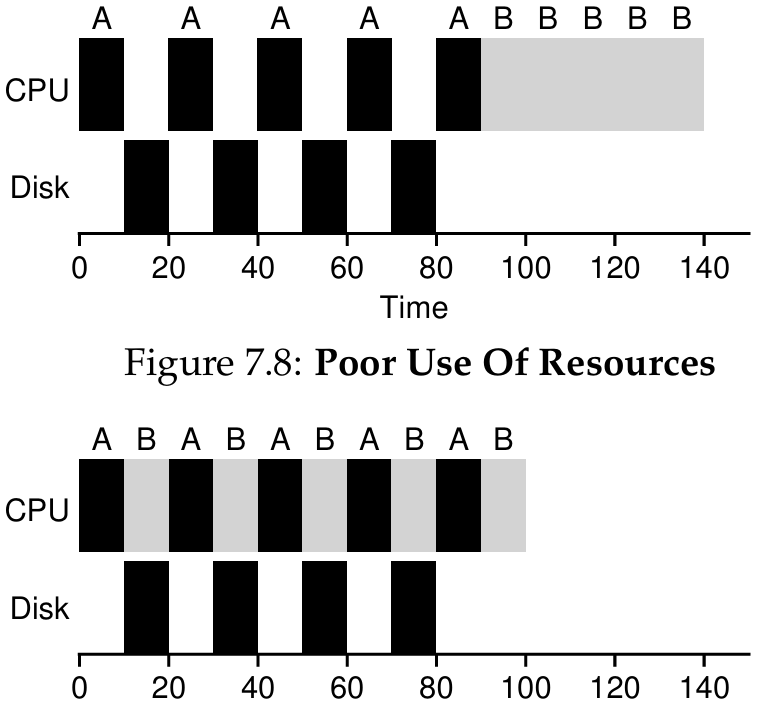 A A A A A B B B B B
CPU
Disk
0 20 40 60 80 100 120 140
Time
Figure 7.8: Poor Use Of Resources
A B A B A B A B A B
CPU
Disk
0 20 40 60 80 100 120 140